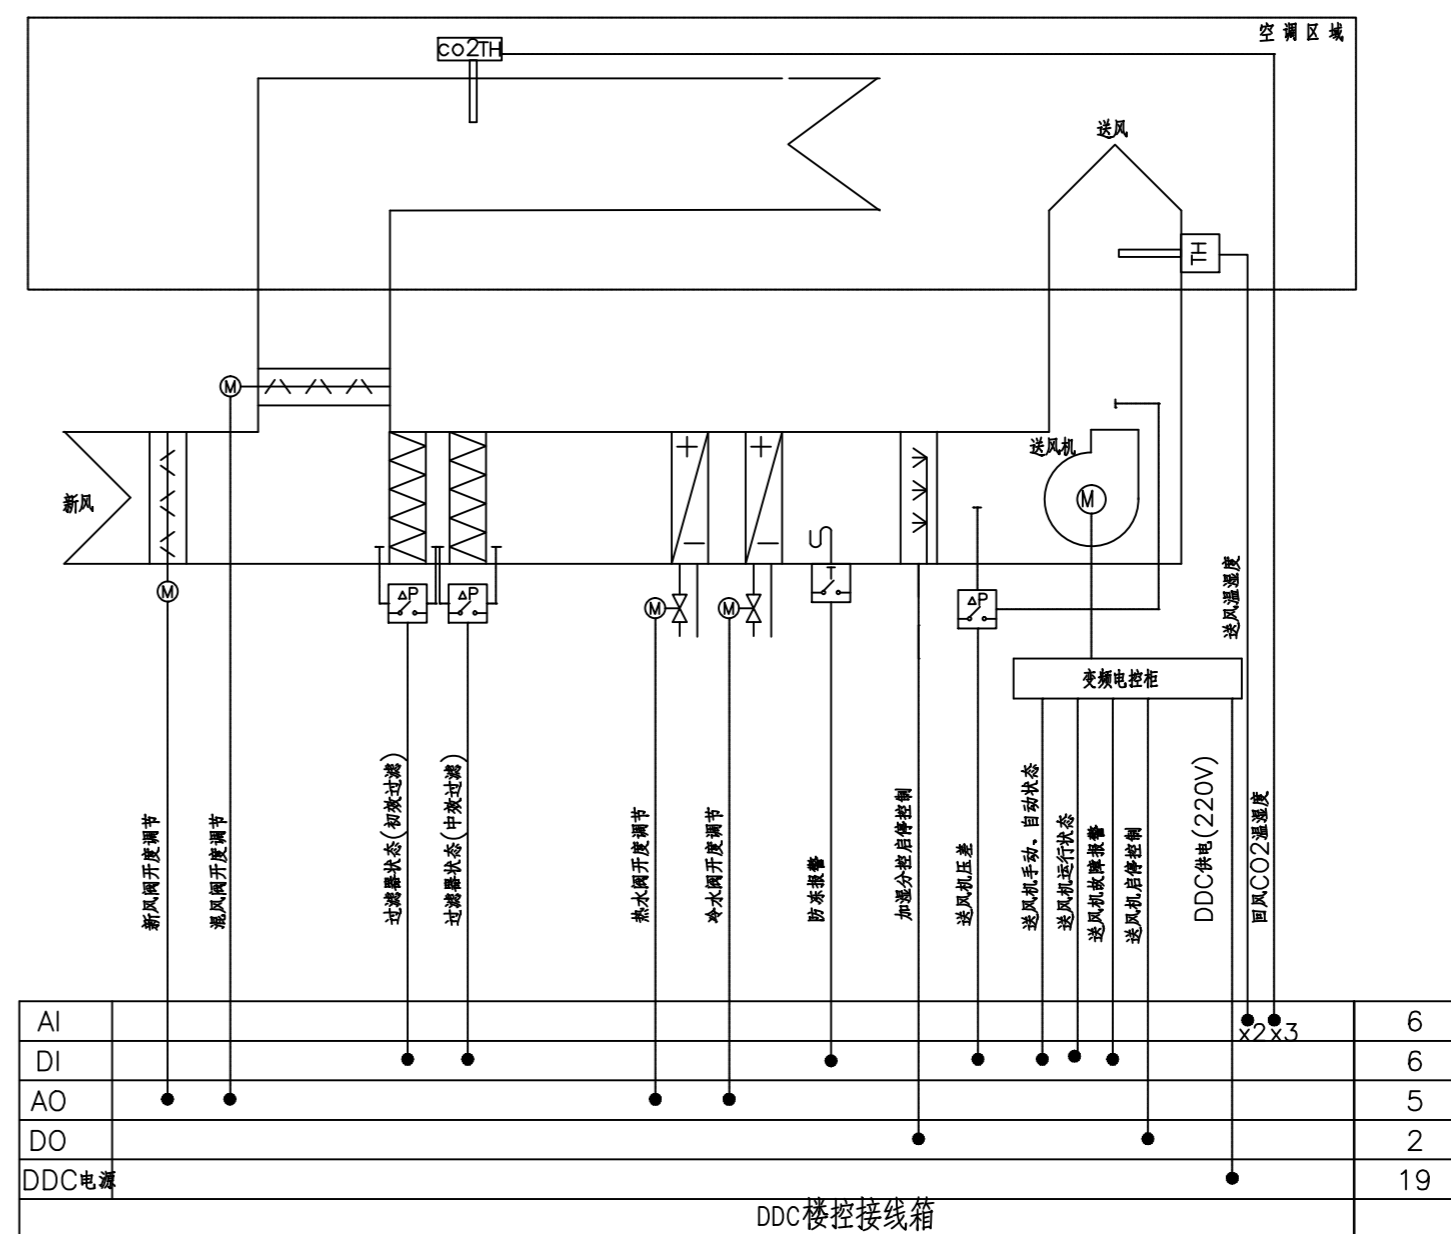 空调区域
co2TH
送风
TH
M
送风机
新风
M
M
ΔP
ΔP
M
M
T
ΔP
变频电控柜
新风阀开度调节
混风阀开度调节
过滤器状态(初效过滤)
过滤器状态(中效过滤)
热水阀开度调节
冷水阀开度调节
防冻报警
加湿分控启停控制
送风机压差
送风机手动、自动状态
送风机运行状态
送风机故障报警
送风机启停控制
DDC供电(220V)
送风温湿度
回风CO2温湿度
AI x2 x3 6
DI 6
AO 5
DO 2
DDC电源 19
DDC楼控接线箱